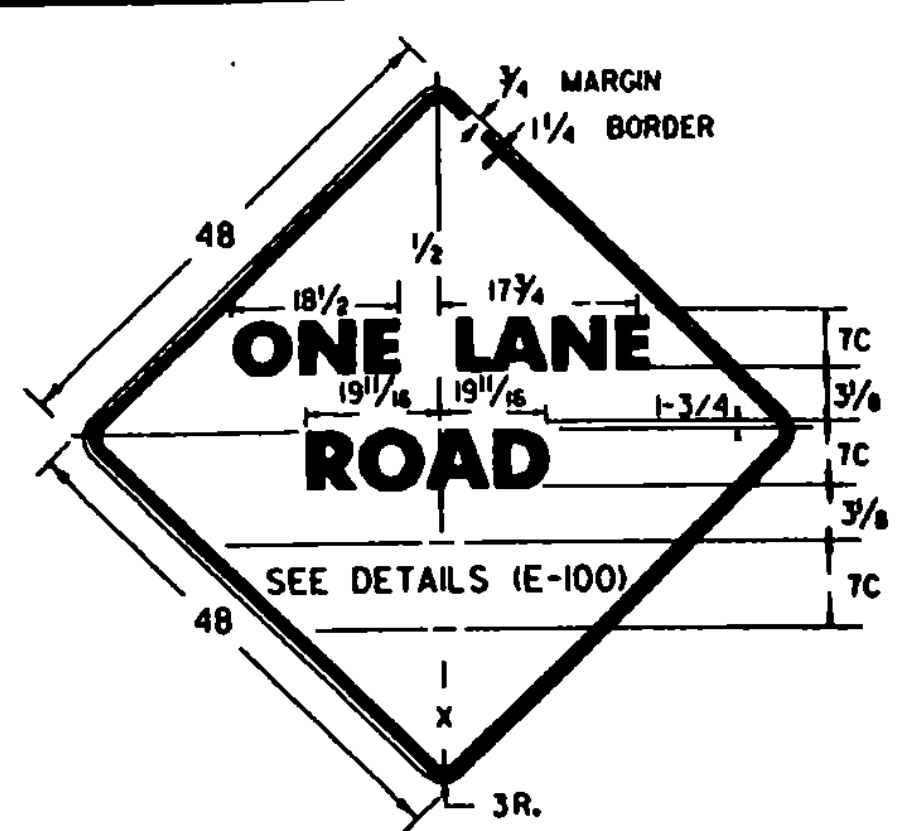 3/4 MARGIN
1 1/4 BORDER
48
1/2
18 1/2 17 3/4
ONE LANE
7C
19 11/16 19 11/16
1-3/4 3 1/8
ROAD
7C
3 1/8
SEE DETAILS (E-100)
7C
48
X
3R.